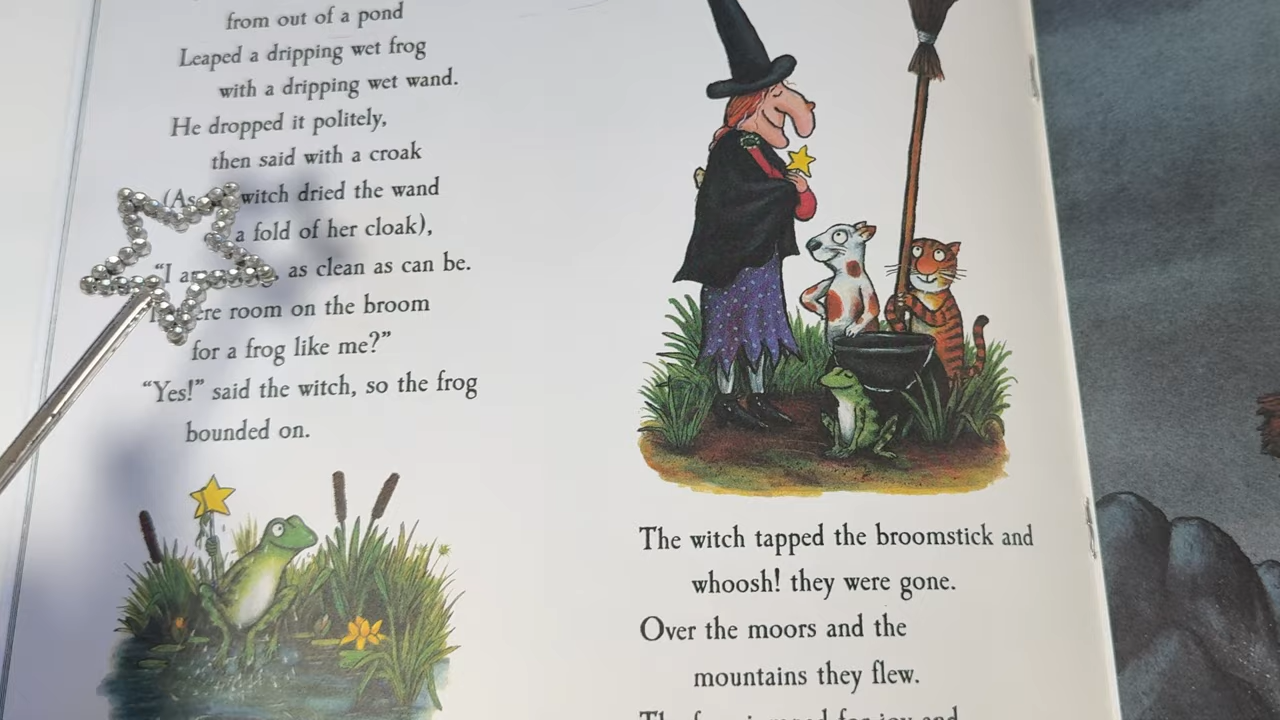 from out of a pond
Leaped a dripping wet frog
with a dripping wet wand.
He dropped it politely,
then said with a croak
(As witch dried the wand
a fold of her cloak),
"I as clean as can be.
room on the broom
for a frog like me?"
"Yes!" said the witch, so the frog
bounded on.
The witch tapped the broomstick and
whoosh! they were gone.
Over the moors and the
mountains they flew.